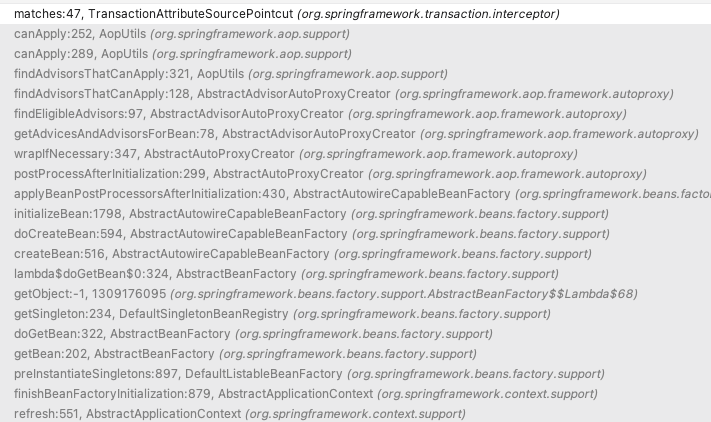 matches:47, TransactionAttributeSourcePointcut (org.springframework.transaction.interceptor)
canApply:252, AopUtils (org.springframework.aop.support)
canApply:289, AopUtils (org.springframework.aop.support)
findAdvisorsThatCanApply:321, AopUtils (org.springframework.aop.support)
findAdvisorsThatCanApply:128, AbstractAdvisorAutoProxyCreator (org.springframework.aop.framework.autoproxy)
findEligibleAdvisors:97, AbstractAdvisorAutoProxyCreator (org.springframework.aop.framework.autoproxy)
getAdvicesAndAdvisorsForBean:78, AbstractAdvisorAutoProxyCreator (org.springframework.aop.framework.autoproxy)
wrapIfNecessary:347, AbstractAutoProxyCreator (org.springframework.aop.framework.autoproxy)
postProcessAfterInitialization:299, AbstractAutoProxyCreator (org.springframework.aop.framework.autoproxy)
applyBeanPostProcessorsAfterInitialization:430, AbstractAutowireCapableBeanFactory (org.springframework.beans.facto
initializeBean:1798, AbstractAutowireCapableBeanFactory (org.springframework.beans.factory.support)
doCreateBean:594, AbstractAutowireCapableBeanFactory (org.springframework.beans.factory.support)
createBean:516, AbstractAutowireCapableBeanFactory (org.springframework.beans.factory.support)
lambda$doGetBean$0:324, AbstractBeanFactory (org.springframework.beans.factory.support)
getObject:-1, 1309176095 (org.springframework.beans.factory.support.AbstractBeanFactory$$Lambda$68)
getSingleton:234, DefaultSingletonBeanRegistry (org.springframework.beans.factory.support)
doGetBean:322, AbstractBeanFactory (org.springframework.beans.factory.support)
getBean:202, AbstractBeanFactory (org.springframework.beans.factory.support)
preInstantiateSingletons:897, DefaultListableBeanFactory (org.springframework.beans.factory.support)
finishBeanFactoryInitialization:879, AbstractApplicationContext (org.springframework.context.support)
refresh:551, AbstractApplicationContext (org.springframework.context.support)